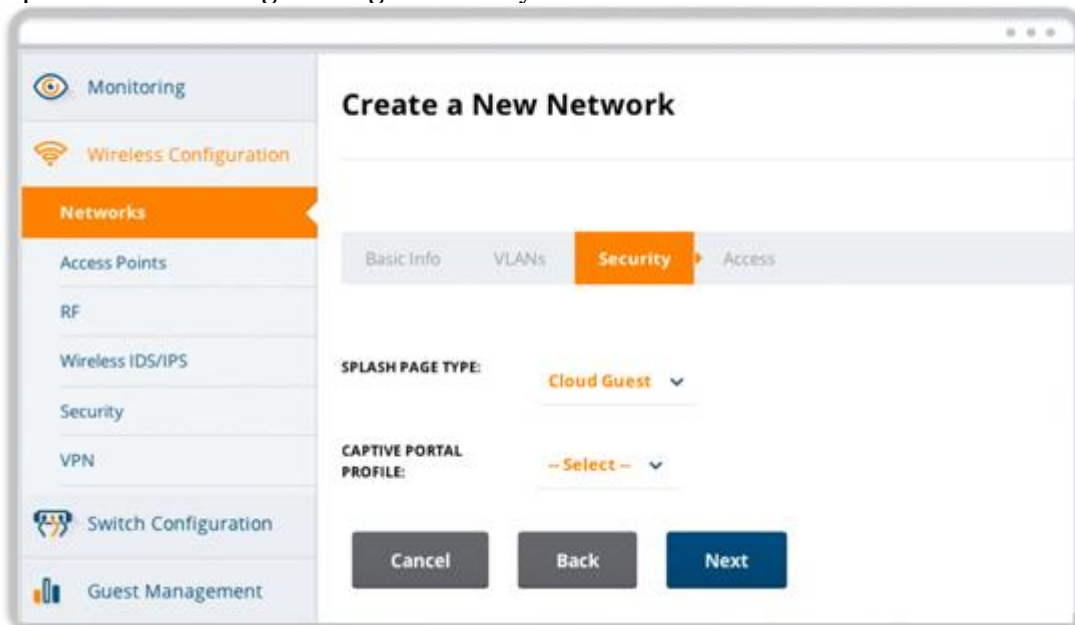 Monitoring
Create a New Network
Wireless Configuration
Networks
Access Points
Basic Info VLANs Security Access
RF
Wireless IDS/IPS
SPLASH PAGE TYPE: Cloud Guest
Security
CAPTIVE PORTAL
PROFILE: -- Select --
VPN
Switch Configuration
Cancel Back Next
Guest Management